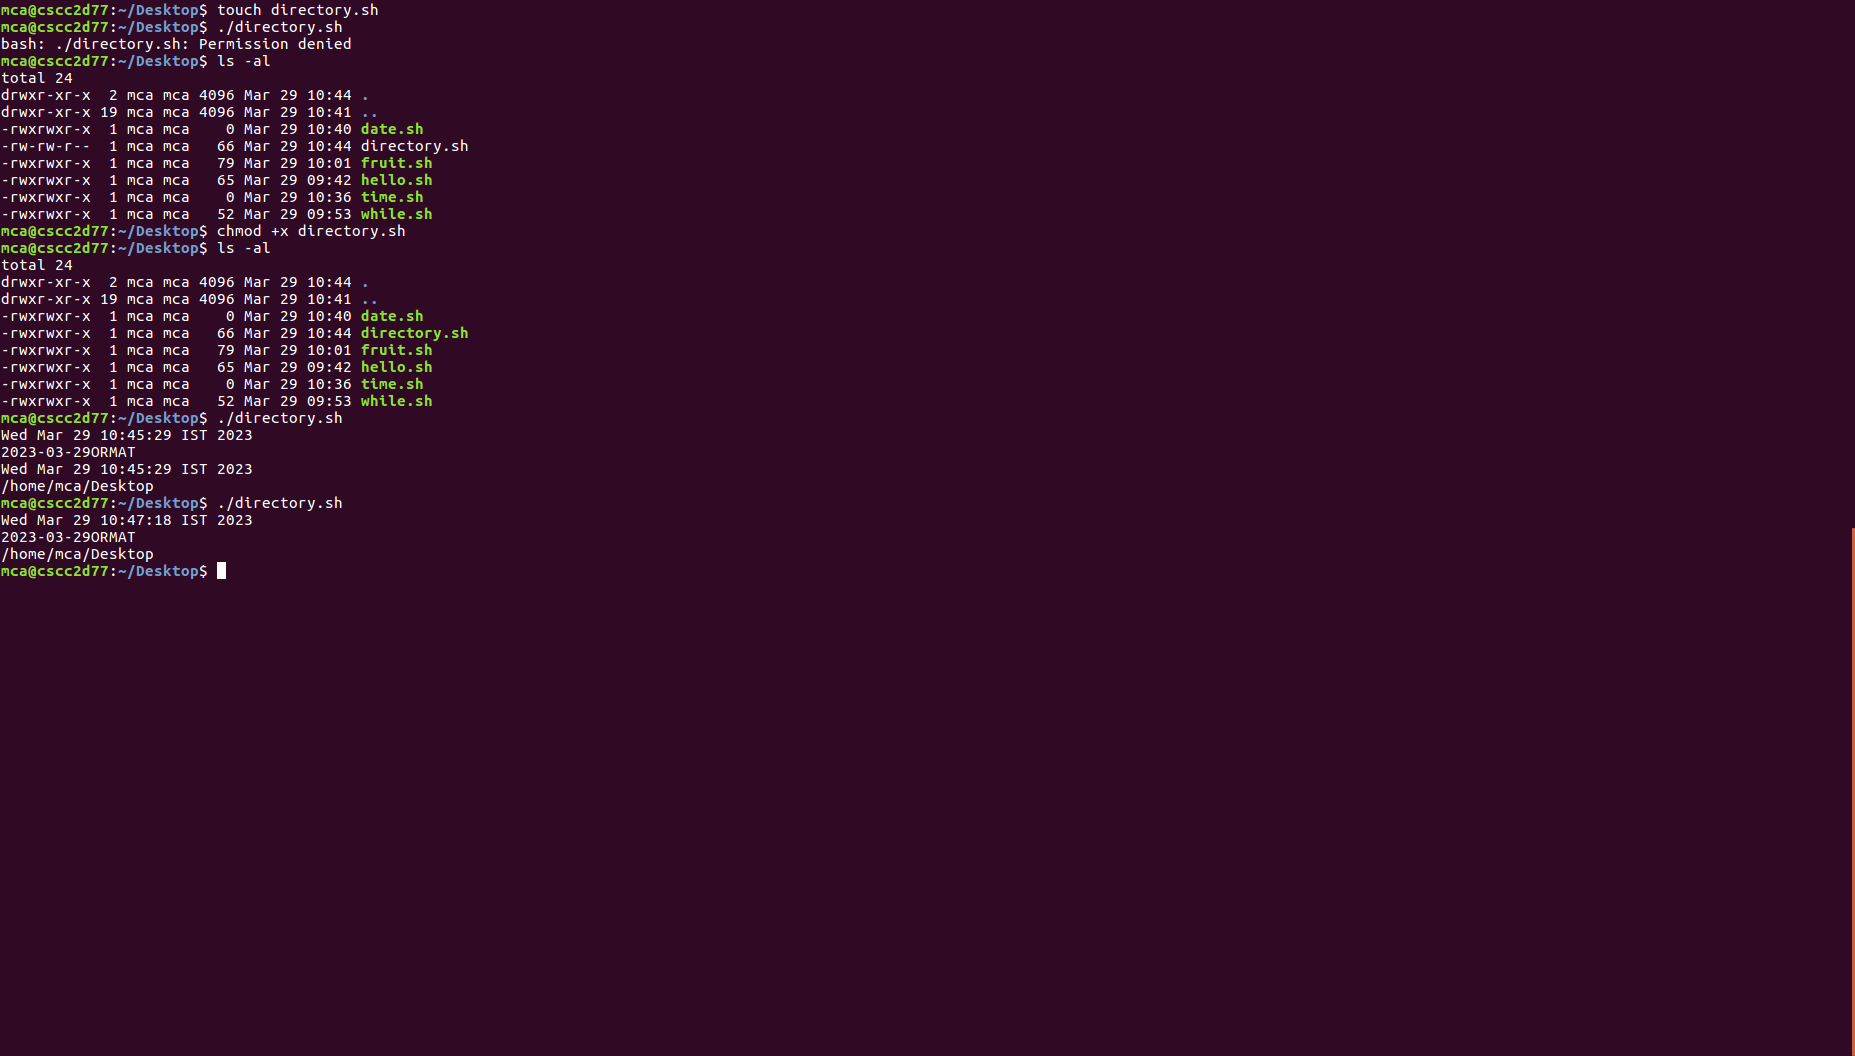 mca@cscc2d77:~/Desktop$ touch directory.sh
mca@cscc2d77:~/Desktop$ ./directory.sh
bash: ./directory.sh: Permission denied
mca@cscc2d77:~/Desktop$ ls -al
total 24
drwxr-xr-x  2 mca mca 4096 Mar 29 10:44 .
drwxr-xr-x 19 mca mca 4096 Mar 29 10:41 ..
-rwxrwxr-x  1 mca mca    0 Mar 29 10:40 date.sh
-rw-rw-r--  1 mca mca   66 Mar 29 10:44 directory.sh
-rwxrwxr-x  1 mca mca   79 Mar 29 10:01 fruit.sh
-rwxrwxr-x  1 mca mca   65 Mar 29 09:42 hello.sh
-rwxrwxr-x  1 mca mca    0 Mar 29 10:36 time.sh
-rwxrwxr-x  1 mca mca   52 Mar 29 09:53 while.sh
mca@cscc2d77:~/Desktop$ chmod +x directory.sh
mca@cscc2d77:~/Desktop$ ls -al
total 24
drwxr-xr-x  2 mca mca 4096 Mar 29 10:44 .
drwxr-xr-x 19 mca mca 4096 Mar 29 10:41 ..
-rwxrwxr-x  1 mca mca    0 Mar 29 10:40 date.sh
-rwxrwxr-x  1 mca mca   66 Mar 29 10:44 directory.sh
-rwxrwxr-x  1 mca mca   79 Mar 29 10:01 fruit.sh
-rwxrwxr-x  1 mca mca   65 Mar 29 09:42 hello.sh
-rwxrwxr-x  1 mca mca    0 Mar 29 10:36 time.sh
-rwxrwxr-x  1 mca mca   52 Mar 29 09:53 while.sh
mca@cscc2d77:~/Desktop$ ./directory.sh
Wed Mar 29 10:45:29 IST 2023
2023-03-29ORMAT
Wed Mar 29 10:45:29 IST 2023
/home/mca/Desktop
mca@cscc2d77:~/Desktop$ ./directory.sh
Wed Mar 29 10:47:18 IST 2023
2023-03-29ORMAT
/home/mca/Desktop
mca@cscc2d77:~/Desktop$